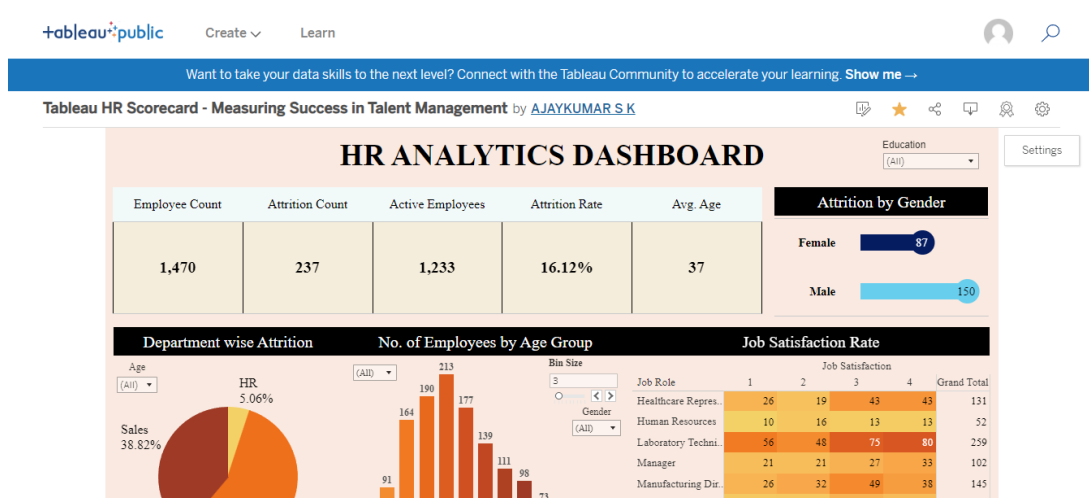 +ableau public Create Learn
Want to take your data skills to the next level? Connect with the Tableau Community to accelerate your learning. Show me →
Tableau HR Scorecard - Measuring Success in Talent Management by AJAYKUMAR S K
Settings
HR ANALYTICS DASHBOARD
Education
(All)
Employee Count Attrition Count Active Employees Attrition Rate Avg. Age
1,470 237 1,233 16.12% 37
Attrition by Gender
Female 87
Male 150
Department wise Attrition No. of Employees by Age Group Job Satisfaction Rate
Age
(All)
HR
5.06%
Sales
38.82%
(All)
Bin Size
3
Gender
(All)
91
164
190
213
177
139
111
98
73
Job Satisfaction
Job Role 1 2 3 4 Grand Total
Healthcare Repres.. 26 19 43 43 131
Human Resources 10 16 13 13 52
Laboratory Techni.. 56 48 75 80 259
Manager 21 21 27 33 102
Manufacturing Dir.. 26 32 49 38 145